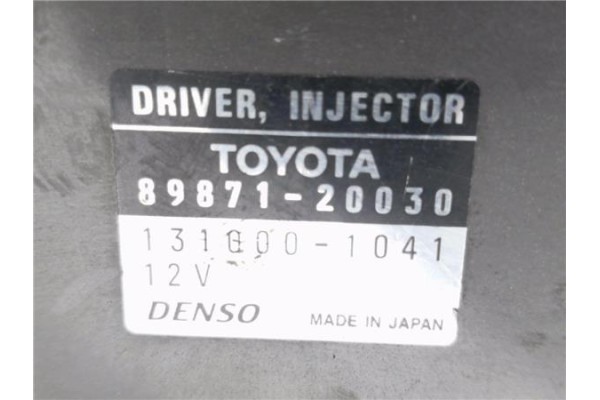 DRIVER, INJECTOR
TOYOTA
89871-20030
131000-1041
12V
DENSO MADE IN JAPAN